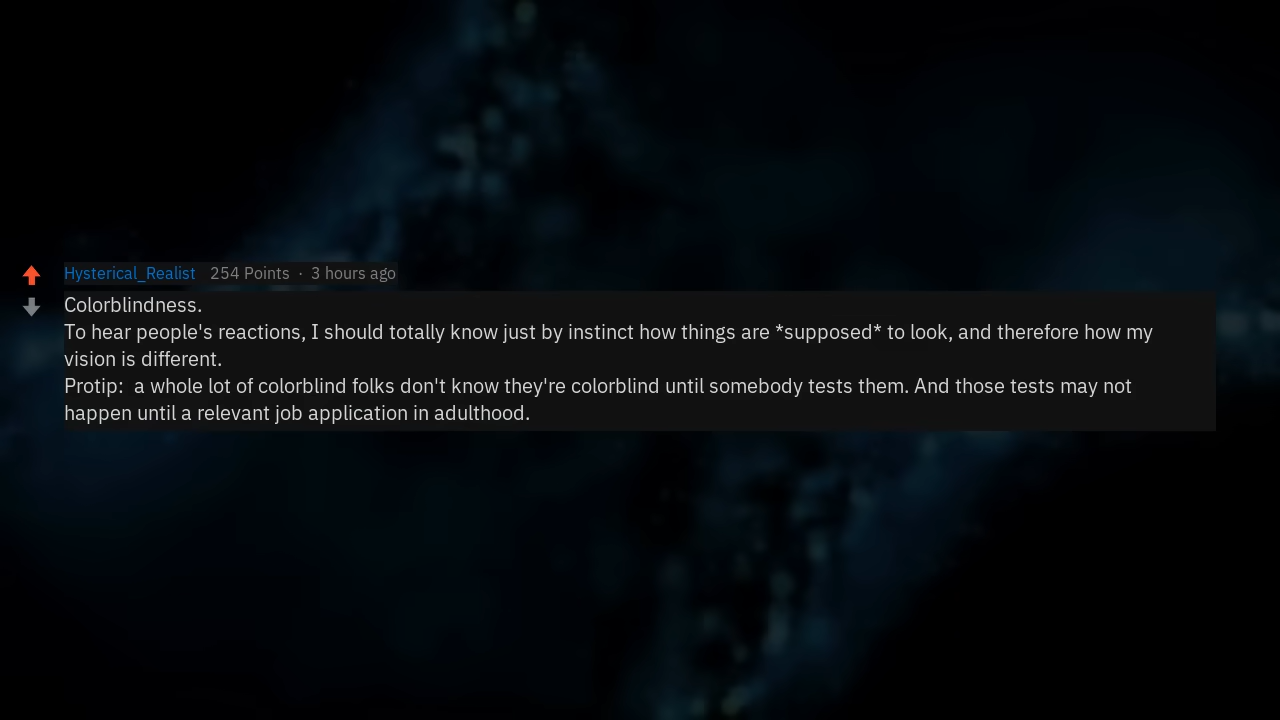 Hysterical_Realist 254 Points · 3 hours ago
Colorblindness.
To hear people's reactions, I should totally know just by instinct how things are *supposed* to look, and therefore how my
vision is different.
Protip:  a whole lot of colorblind folks don't know they're colorblind until somebody tests them. And those tests may not
happen until a relevant job application in adulthood.